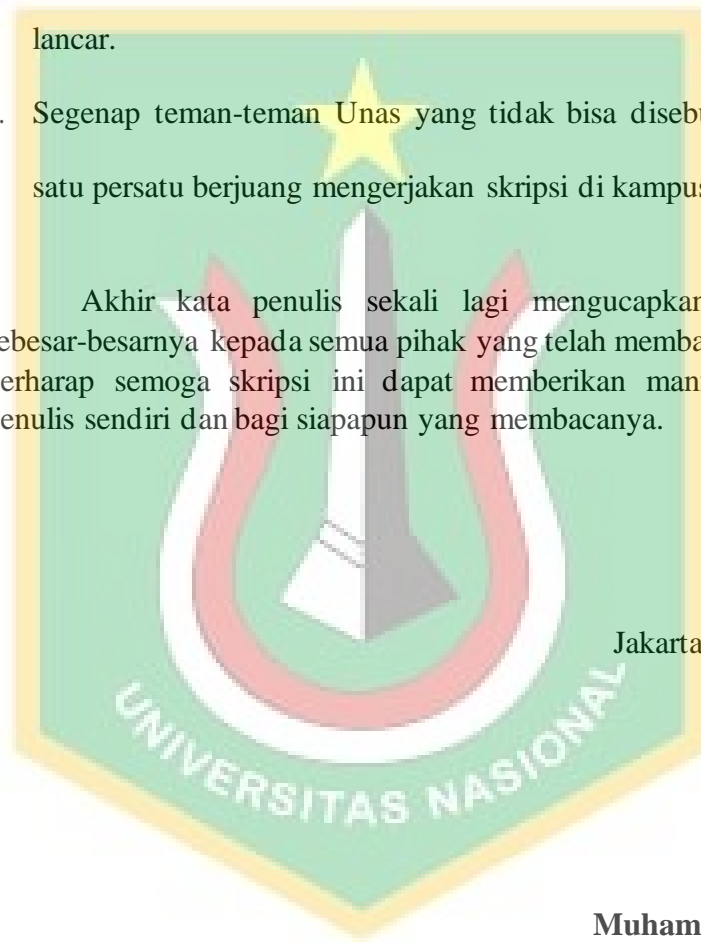 lancar.
. Segenap teman-teman Unas yang tidak bisa disebu
satu persatu berjuang mengerjakan skripsi di kampus
Akhir kata penulis sekali lagi mengucapkan
ebesar-besarnya kepada semua pihak yang telah memba
erharap semoga skripsi ini dapat memberikan man
enulis sendiri dan bagi siapapun yang membacanya.
Jakarta
UNIVERSITAS NASIONAL
Muham